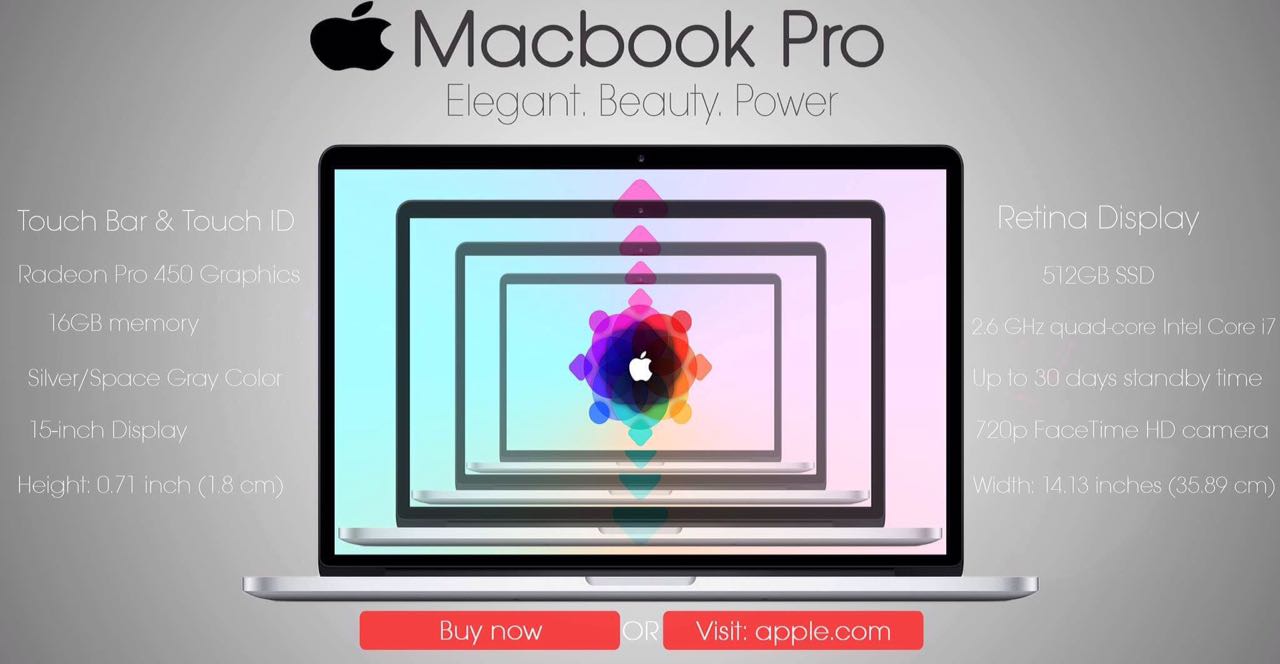 Macbook Pro
Elegant. Beauty. Power
Touch Bar & Touch ID
Radeon Pro 450 Graphics
16GB memory
Silver/Space Gray Color
15-inch Display
Height: 0.71 inch (1.8 cm)
Retina Display
512GB SSD
2.6 GHz quad-core Intel Core i7
Up to 30 days standby time
720p FaceTime HD camera
Width: 14.13 inches (35.89 cm)
Buy now OR Visit: apple.com